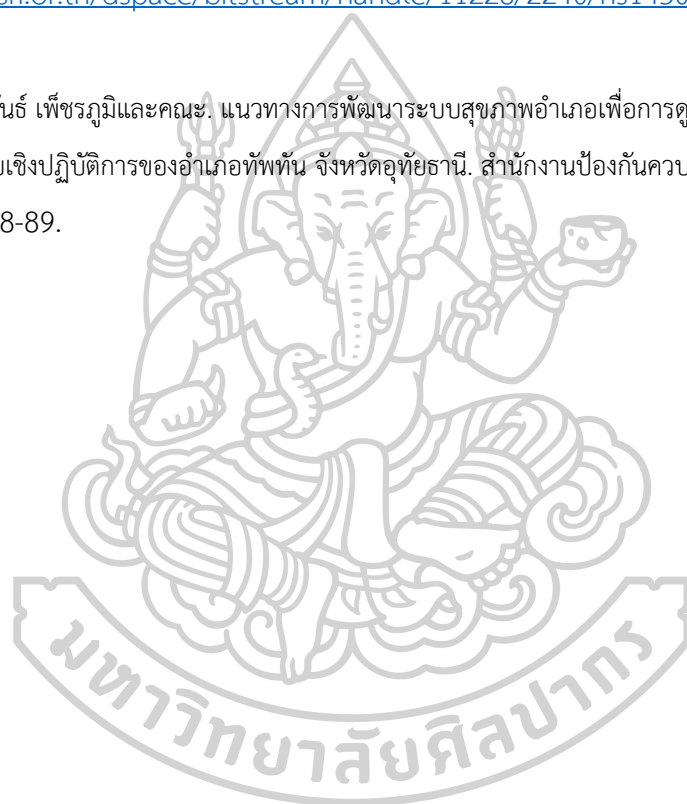 นธ์ เพ็ชรภูมิและคณะ. แนวทางการพัฒนาระบบสุขภาพอำเภอเพื่อการดู
เชิงปฏิบัติการของอำเภอทัพทัน จังหวัดอุทัยธานี. สำนักงานป้องกันควบ
8-89.
มหาวิทยาลัยศิลปากร